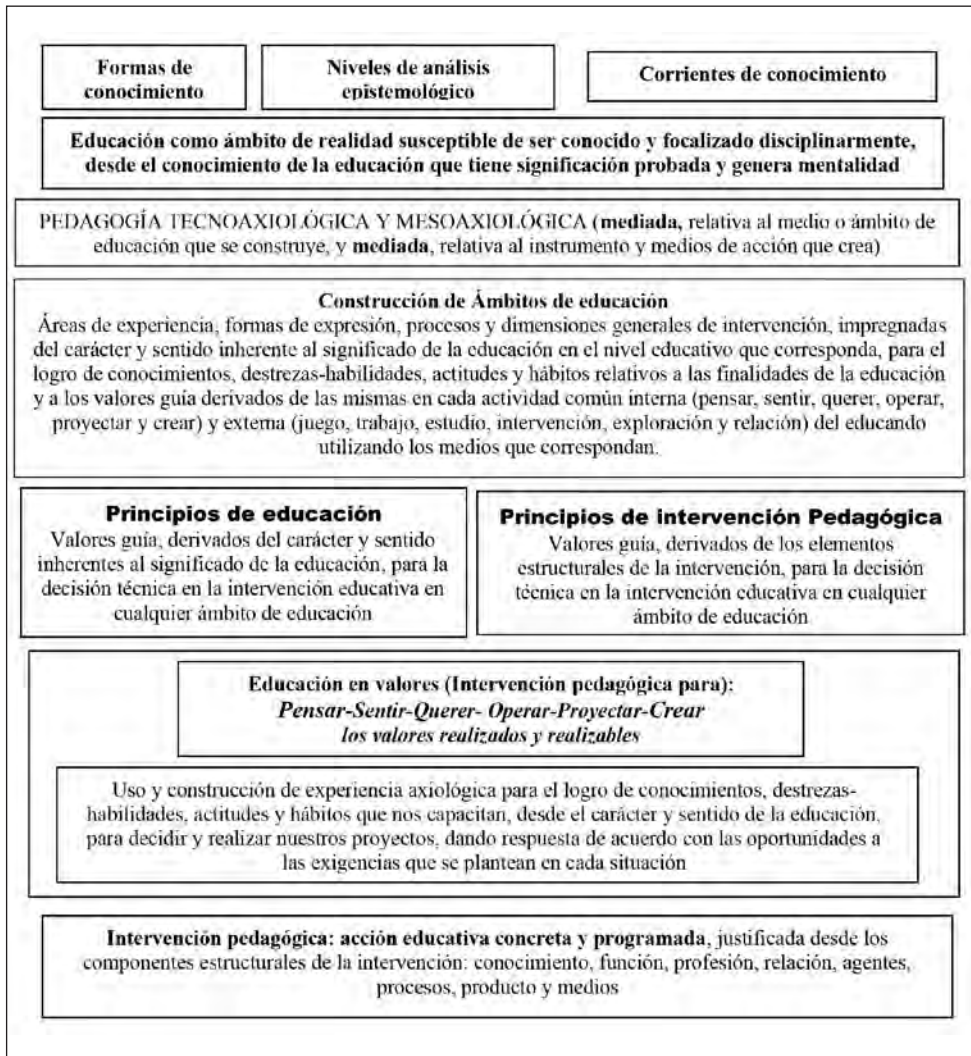 Formas de
conocimiento
Niveles de análisis
epistemológico
Corrientes de conocimiento
Educación como ámbito de realidad susceptible de ser conocido y focalizado disciplinarmente,
desde el conocimiento de la educación que tiene significación probada y genera mentalidad
PEDAGOGÍA TECNOAXIOLÓGICA Y MESOAXIOLÓGICA (mediada, relativa al medio o ámbito de
educación que se construye, y mediada, relativa al instrumento y medios de acción que crea)
Construcción de Ámbitos de educación
Áreas de experiencia, formas de expresión, procesos y dimensiones generales de intervención, impregnadas
del carácter y sentido inherente al significado de la educación en el nivel educativo que corresponda, para el
logro de conocimientos, destrezas-habilidades, actitudes y hábitos relativos a las finalidades de la educación
y a los valores guía derivados de las mismas en cada actividad común interna (pensar, sentir, querer, operar,
proyectar y crear) y externa (juego, trabajo, estudio, intervención, exploración y relación) del educando
utilizando los medios que correspondan.
Principios de educación
Valores guía, derivados del carácter y sentido
inherentes al significado de la educación, para la
decisión técnica en la intervención educativa en
cualquier ámbito de educación
Principios de intervención Pedagógica
Valores guía, derivados de los elementos
estructurales de la intervención, para la decisión
técnica en la intervención educativa en cualquier
ámbito de educación
Educación en valores (Intervención pedagógica para):
Pensar-Sentir-Querer- Operar-Proyectar-Crear
los valores realizados y realizables
Uso y construcción de experiencia axiológica para el logro de conocimientos, destrezas-
habilidades, actitudes y hábitos que nos capacitan, desde el carácter y sentido de la educación,
para decidir y realizar nuestros proyectos, dando respuesta de acuerdo con las oportunidades a
las exigencias que se plantean en cada situación
Intervención pedagógica: acción educativa concreta y programada, justificada desde los
componentes estructurales de la intervención: conocimiento, función, profesión, relación, agentes,
procesos, producto y medios